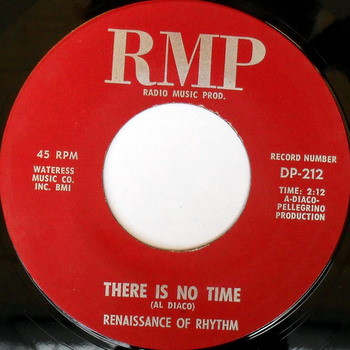 RMP
RADIO MUSIC PROD.
45 RPM
WATERESS
MUSIC CO.
INC. BMI
RECORD NUMBER
DP-212
TIME: 2:12
A-DIACO-
PELLEGRINO
PRODUCTION
THERE IS NO TIME
(AL DIACO)
RENAISSANCE OF RHYTHM